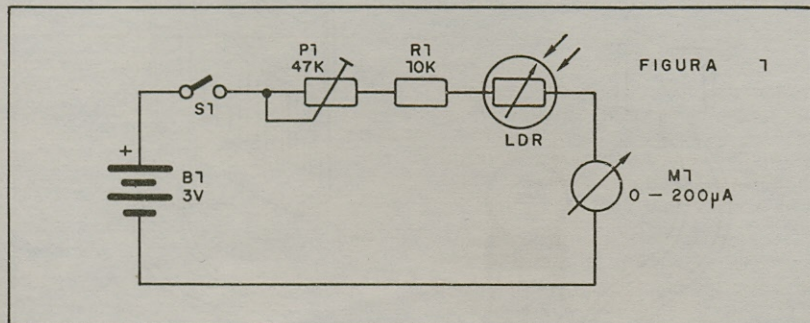 P1
47K
R1
10K
FIGURA 1
S1
LDR
+
B1
3V
M1
0 — 200µA